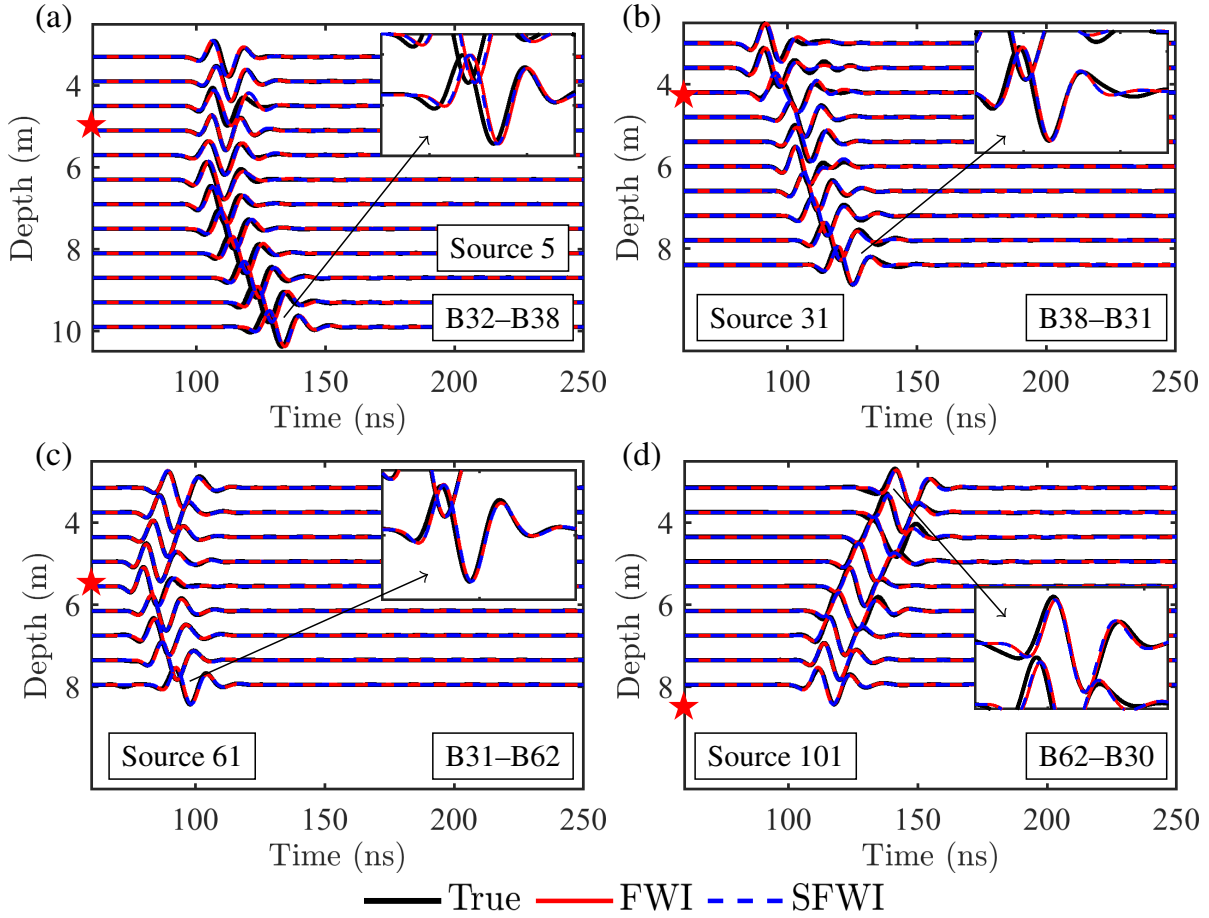 (a)
Depth (m)
4
6
8
10
Source 5
B32–B38
100
150
200
250
Time (ns)
(b)
Depth (m)
4
6
8
Source 31
B38–B31
100
150
200
250
Time (ns)
(c)
Depth (m)
4
6
8
Source 61
B31–B62
100
150
200
250
Time (ns)
(d)
Depth (m)
4
6
8
Source 101
B62–B30
100
150
200
250
Time (ns)
True FWI SFWI